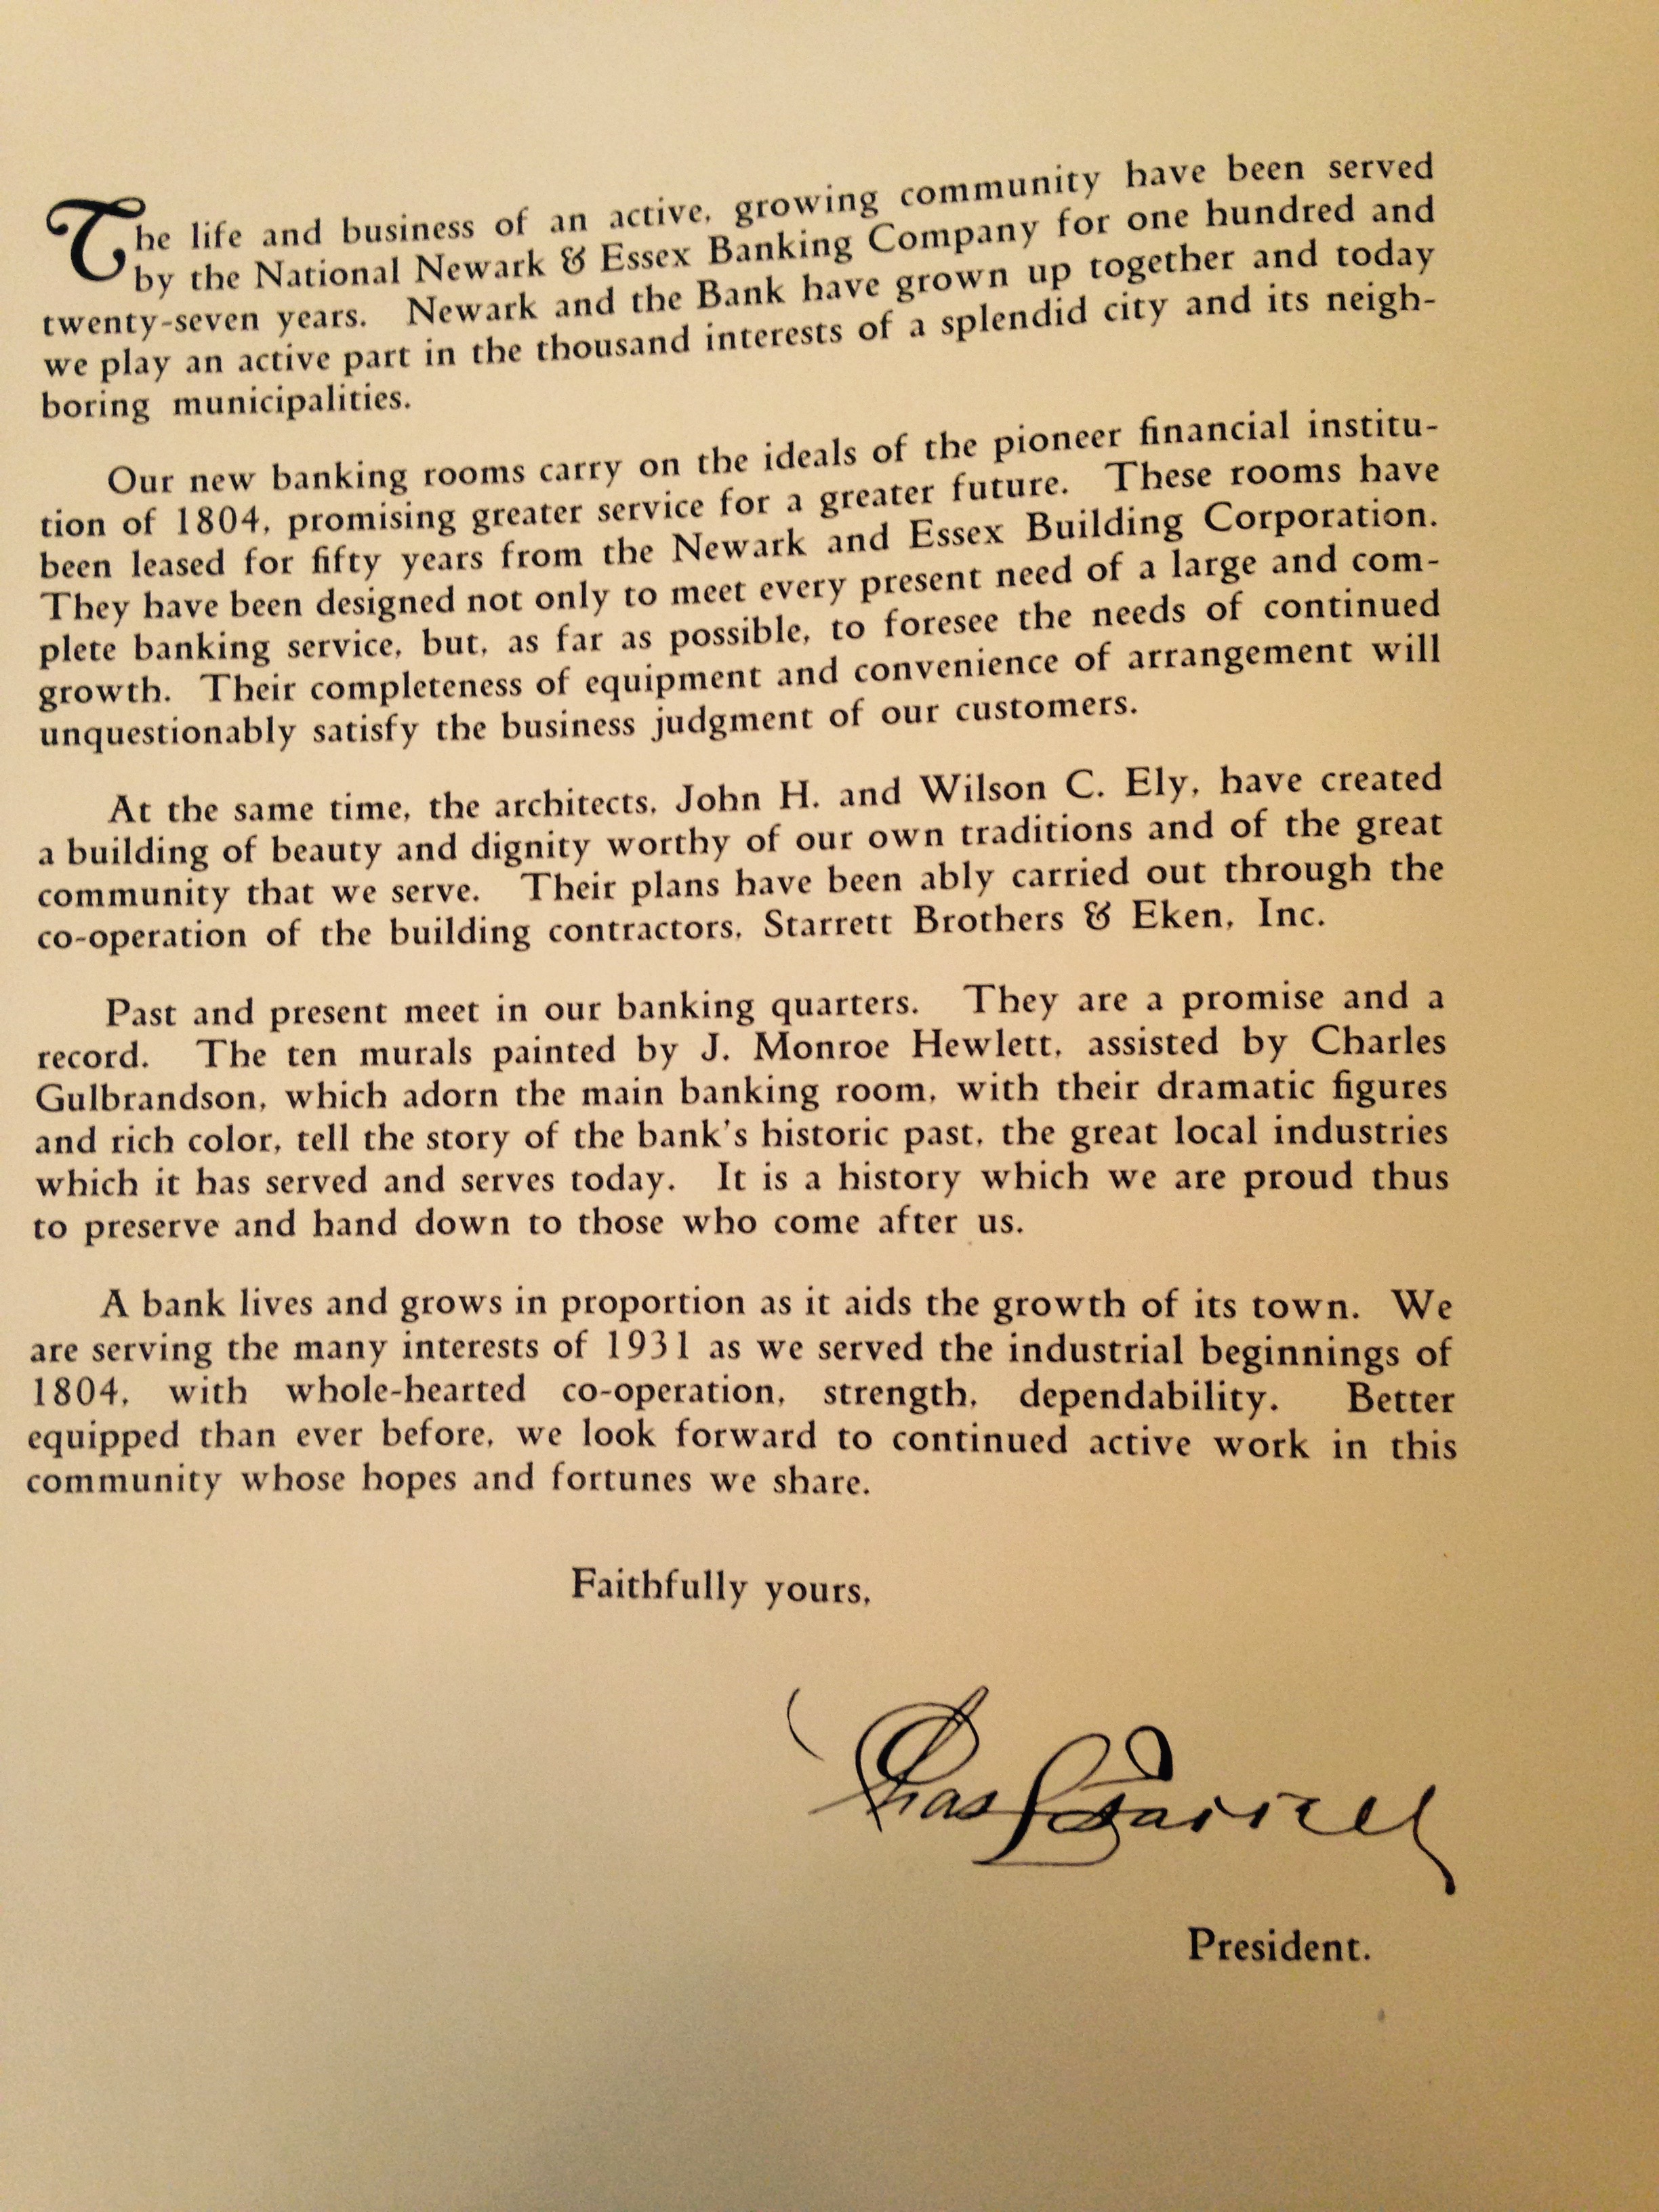 The life and business of an active, growing community have been served
by the National Newark & Essex Banking Company for one hundred and
twenty-seven years. Newark and the Bank have grown up together and today
we play an active part in the thousand interests of a splendid city and its neigh-
boring municipalities.
Our new banking rooms carry on the ideals of the pioneer financial institu-
tion of 1804, promising greater service for a greater future. These rooms have
been leased for fifty years from the Newark and Essex Building Corporation.
They have been designed not only to meet every present need of a large and com-
plete banking service, but, as far as possible, to foresee the needs of continued
growth. Their completeness of equipment and convenience of arrangement will
unquestionably satisfy the business judgment of our customers.
At the same time, the architects, John H. and Wilson C. Ely, have created
a building of beauty and dignity worthy of our own traditions and of the great
community that we serve. Their plans have been ably carried out through the
co-operation of the building contractors, Starrett Brothers & Eken, Inc.
Past and present meet in our banking quarters. They are a promise and a
record. The ten murals painted by J. Monroe Hewlett, assisted by Charles
Gulbrandson, which adorn the main banking room, with their dramatic figures
and rich color, tell the story of the bank's historic past, the great local industries
which it has served and serves today. It is a history which we are proud thus
to preserve and hand down to those who come after us.
A bank lives and grows in proportion as it aids the growth of its town. We
are serving the many interests of 1931 as we served the industrial beginnings of
1804, with whole-hearted co-operation, strength, dependability. Better
equipped than ever before, we look forward to continued active work in this
community whose hopes and fortunes we share.
Faithfully yours,
Chas
President.